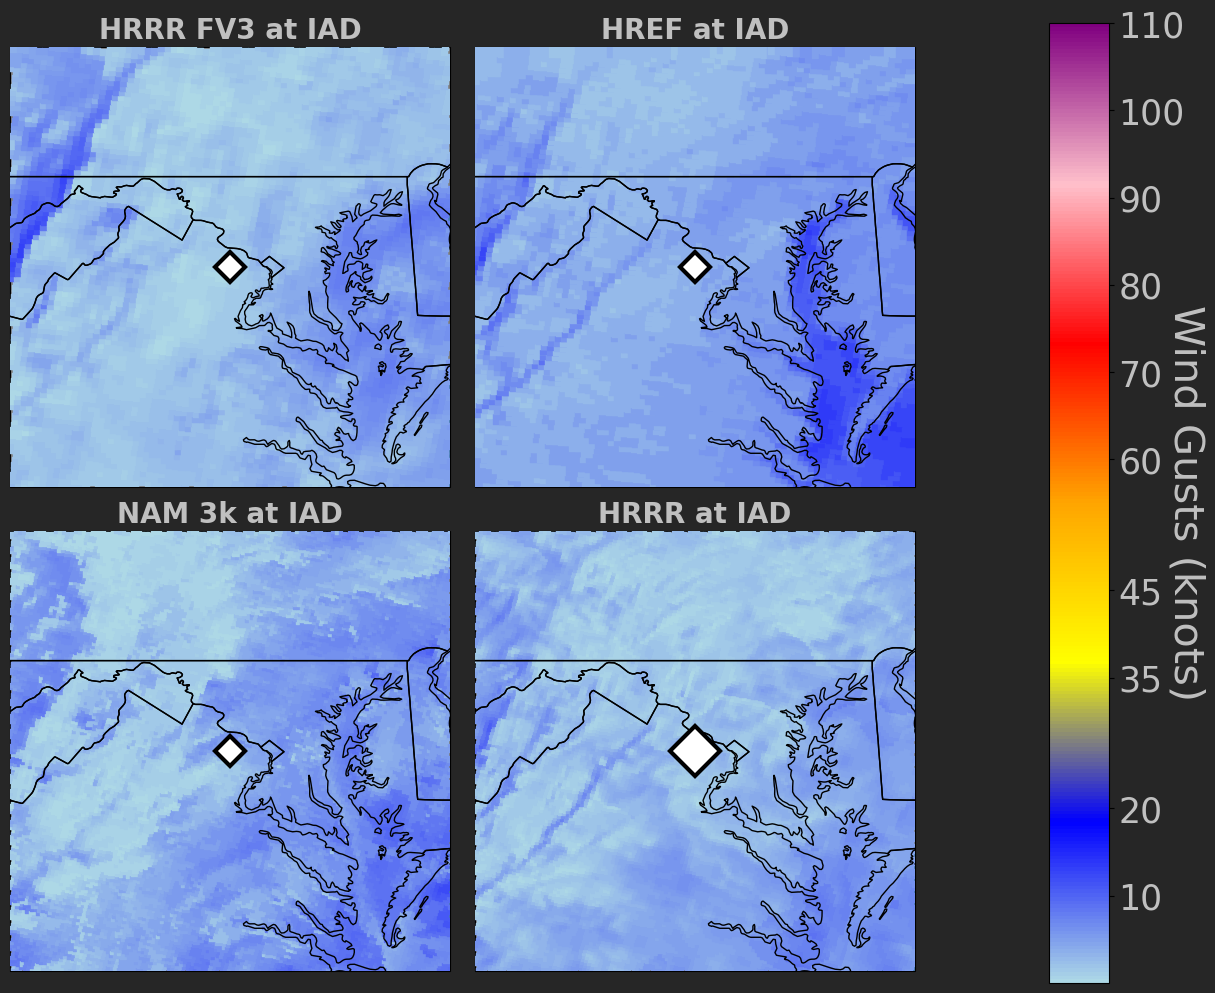 HRRR FV3 at IAD
HREF at IAD
NAM 3k at IAD
HRRR at IAD
110
100
90
80
70
60
45
35
20
10
Wind Gusts (knots)